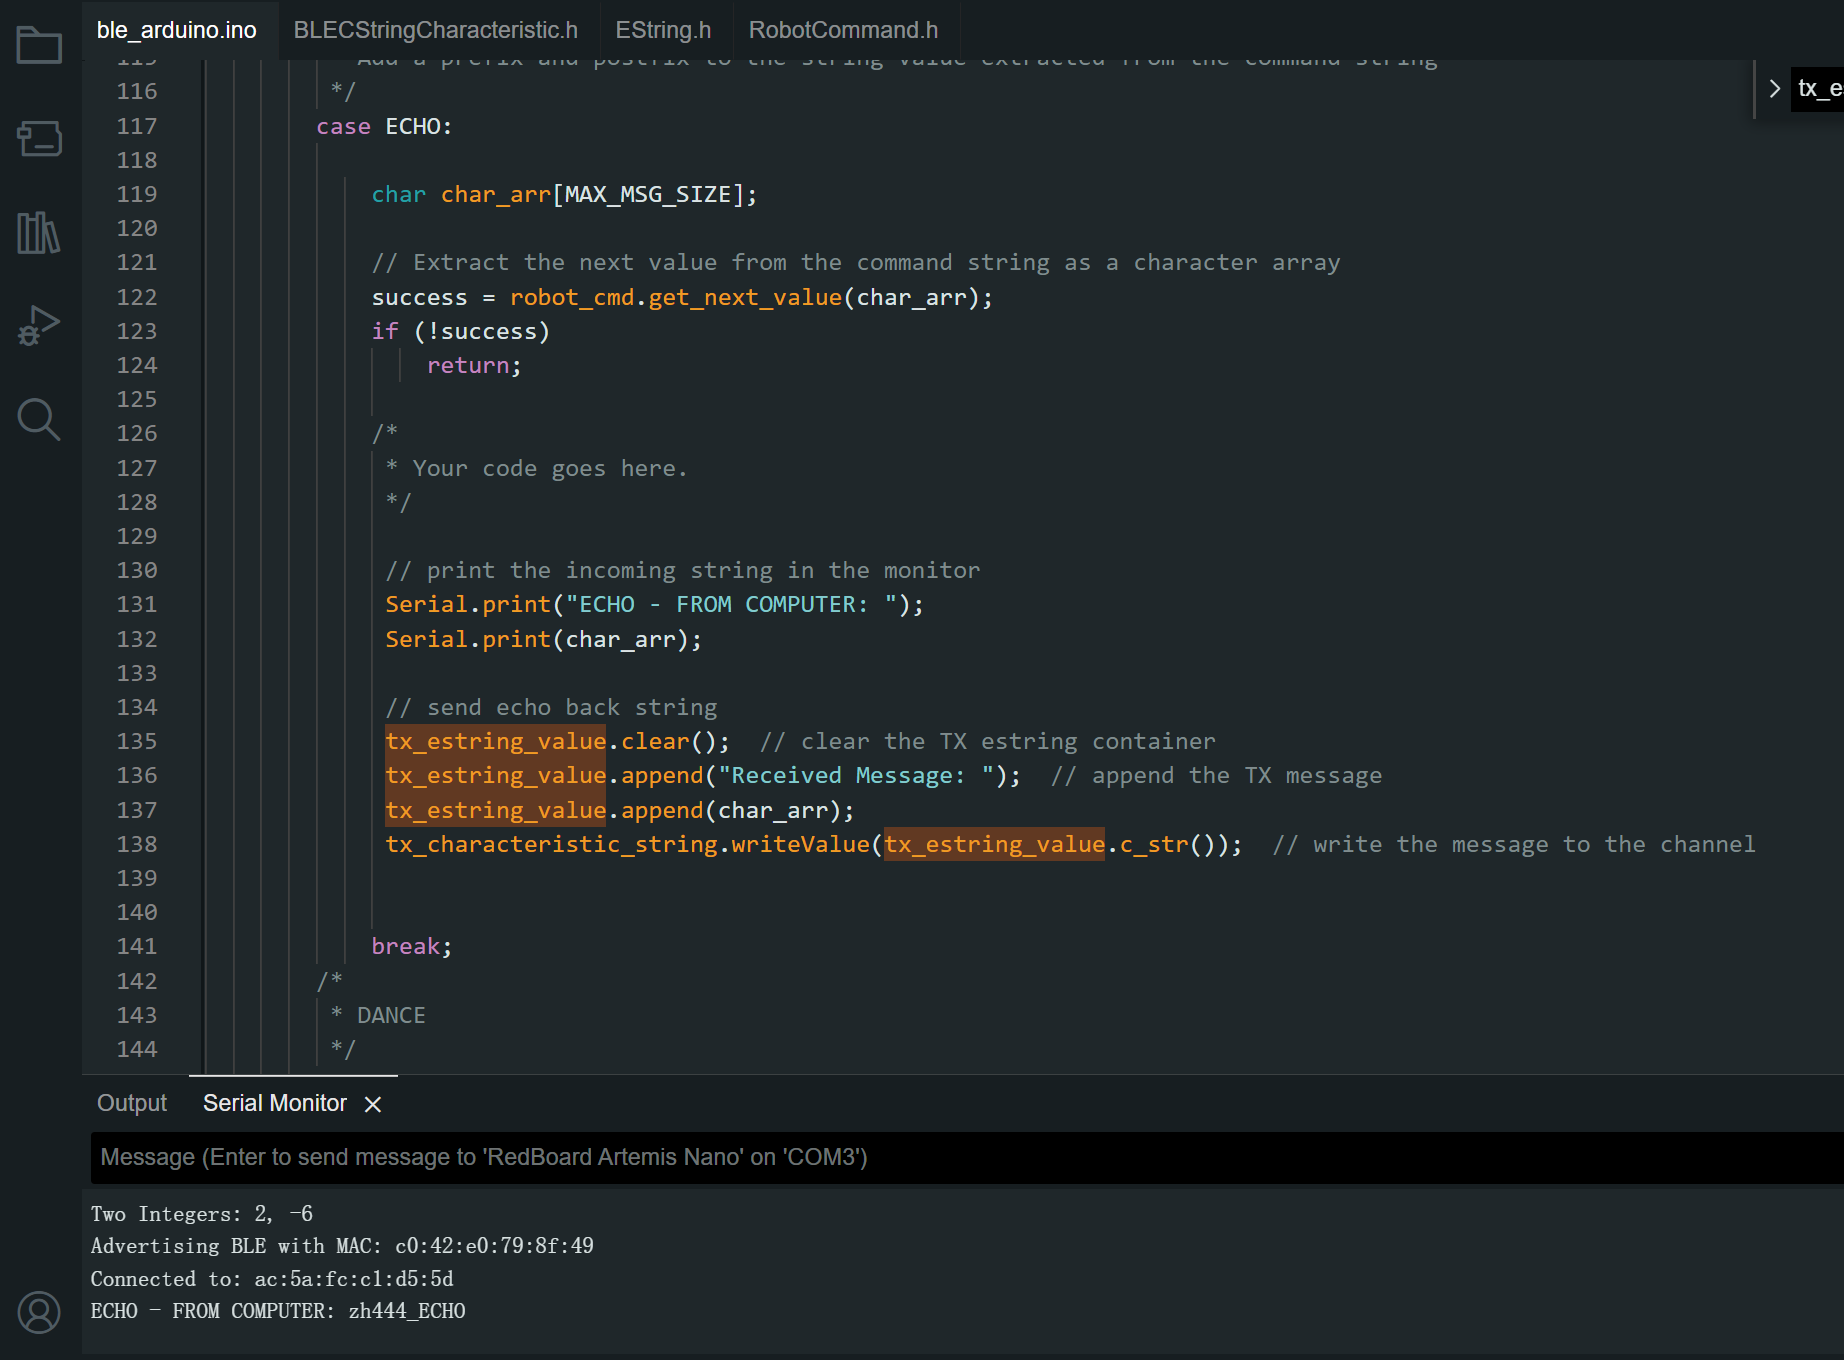 ble_arduino.ino BLECStringCharacteristic.h EString.h RobotCommand.h
115 Add a prefix and postfix to the string value extracted from the command string
116 */
tx_es
117 case ECHO:
118
119 char char_arr[MAX_MSG_SIZE];
120
121 // Extract the next value from the command string as a character array
122 success = robot_cmd.get_next_value(char_arr);
123 if (!success)
124 return;
125
126 /*
127 * Your code goes here.
128 */
129
130 // print the incoming string in the monitor
131 Serial.print("ECHO - FROM COMPUTER: ");
132 Serial.print(char_arr);
133
134 // send echo back string
135 tx_estring_value.clear(); // clear the TX estring container
136 tx_estring_value.append("Received Message: "); // append the TX message
137 tx_estring_value.append(char_arr);
138 tx_characteristic_string.writeValue(tx_estring_value.c_str()); // write the message to the channel
139
140
141 break;
142 /*
143 * DANCE
144 */
Output Serial Monitor
Message (Enter to send message to 'RedBoard Artemis Nano' on 'COM3')
Two Integers: 2, -6
Advertising BLE with MAC: c0:42:e0:79:8f:49
Connected to: ac:5a:fc:c1:d5:5d
ECHO - FROM COMPUTER: zh444_ECHO